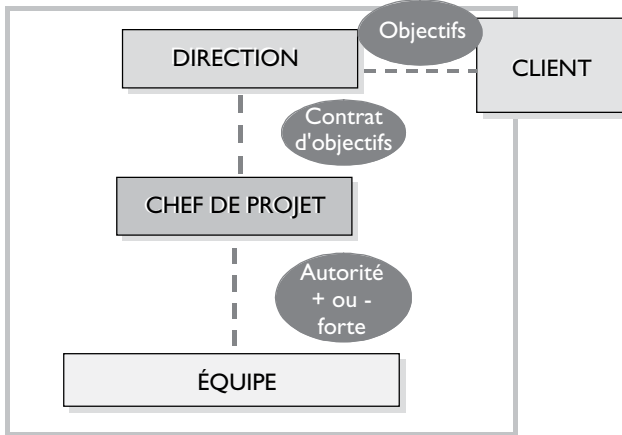 Objectifs
DIRECTION
CLIENT
Contrat
d'objectifs
CHEF DE PROJET
Autorité
+ ou -
forte
ÉQUIPE